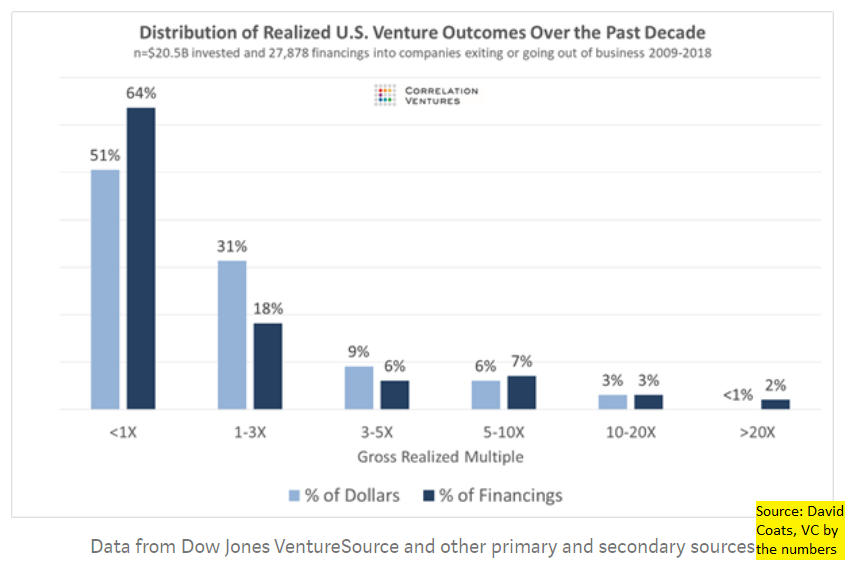 Distribution of Realized U.S. Venture Outcomes Over the Past Decade
n=$20.5B invested and 27,878 financings into companies exiting or going out of business 2009-2018
CORRELATION
VENTURES
64%
51%
31%
18%
9%
6%
6%
7%
3%
3%
<1%
2%
<1X
1-3X
3-5X
5-10X
10-20X
>20X
Gross Realized Multiple
% of Dollars
% of Financings
Data from Dow Jones VentureSource and other primary and secondary sources
Source: David
Coats, VC by
the numbers